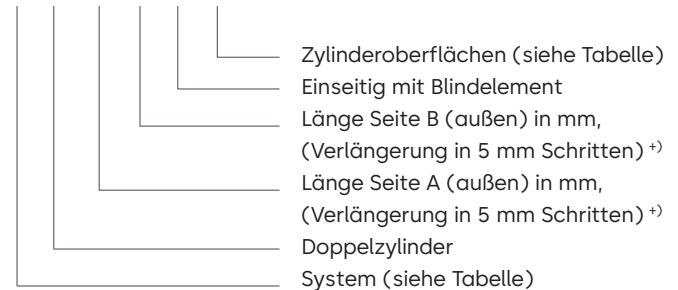 Zylinderoberflächen (siehe Tabelle)
Einseitig mit Blindelement
Länge Seite B (außen) in mm,
(Verlängerung in 5 mm Schritten) +)
Länge Seite A (außen) in mm,
(Verlängerung in 5 mm Schritten) +)
Doppelzylinder
System (siehe Tabelle)